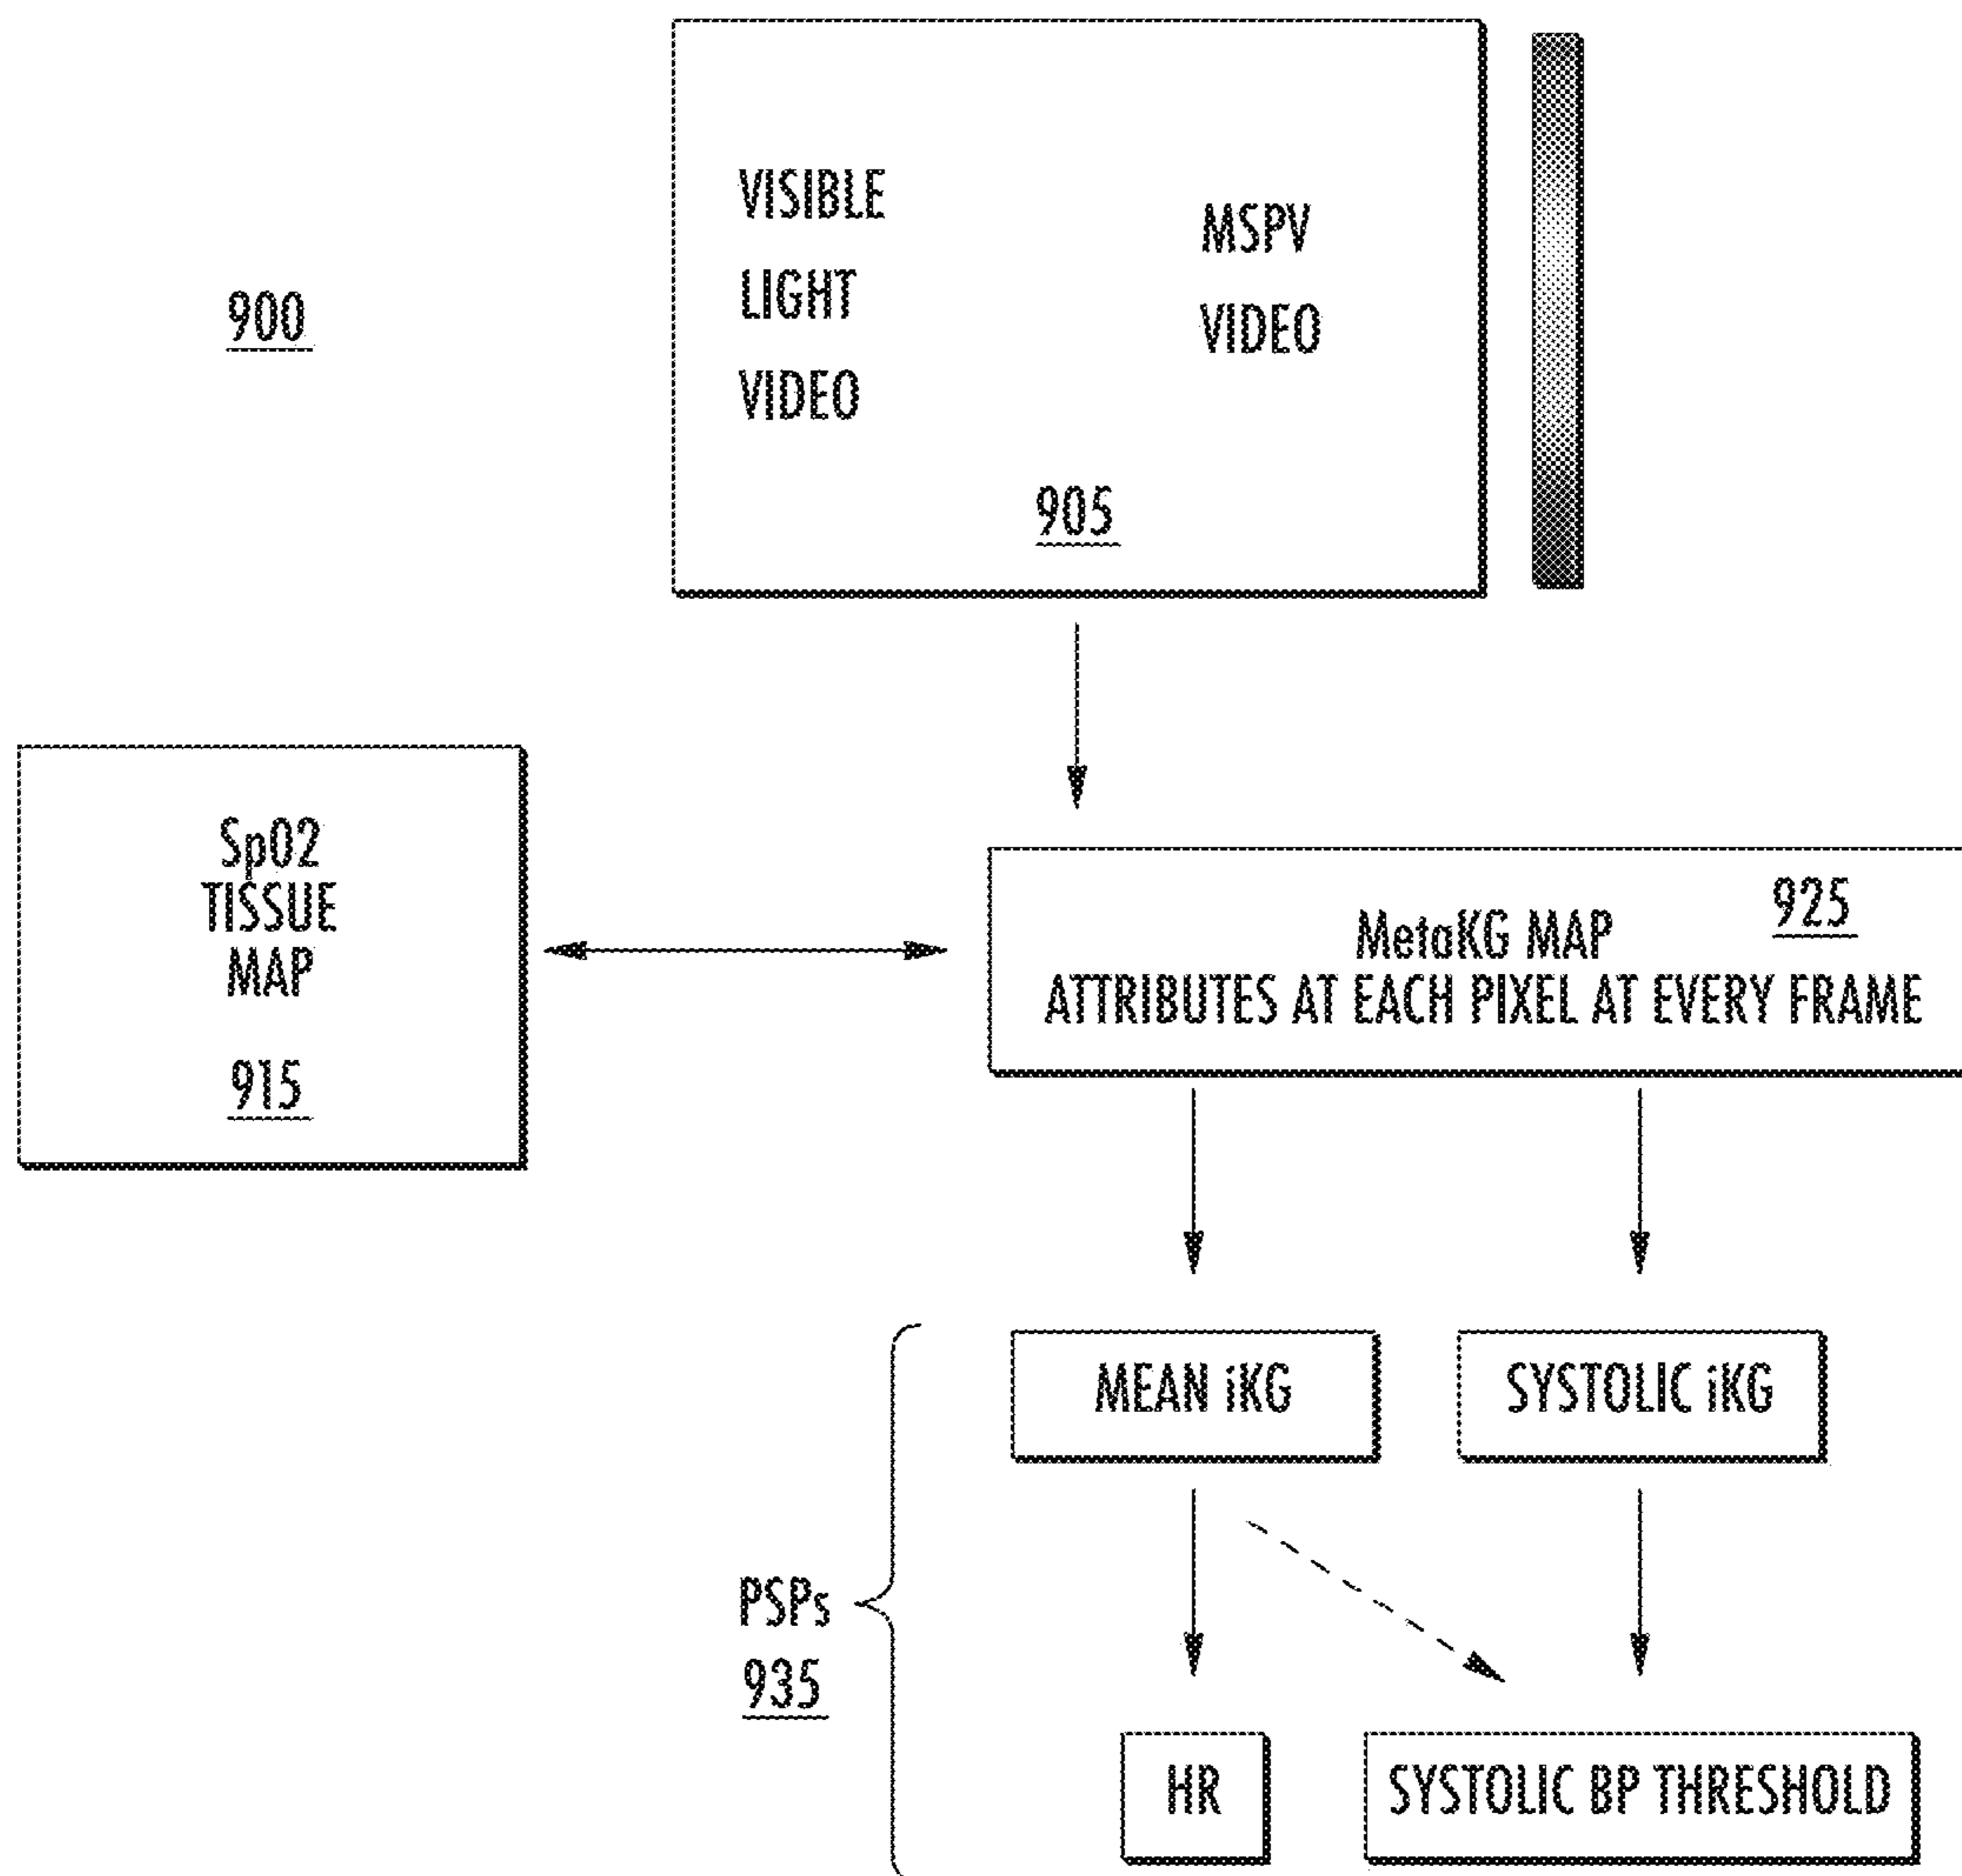 900
VISIBLE
LIGHT
VIDEO
MSPV
VIDEO
905
Sp02
TISSUE
MAP
915
925
MetaKG MAP
ATTRIBUTES AT EACH PIXEL AT EVERY FRAME
MEAN iKG
SYSTOLIC iKG
PSPs
935
HR
SYSTOLIC BP THRESHOLD